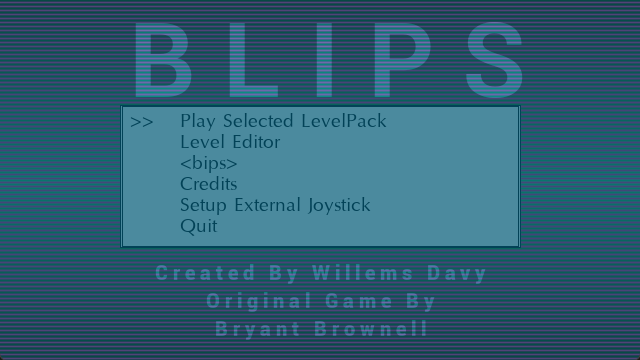 BLIPS
>> Play Selected LevelPack
Level Editor
<bips>
Credits
Setup External Joystick
Quit
Created By Willems Davy
Original Game By
Bryant Brownell